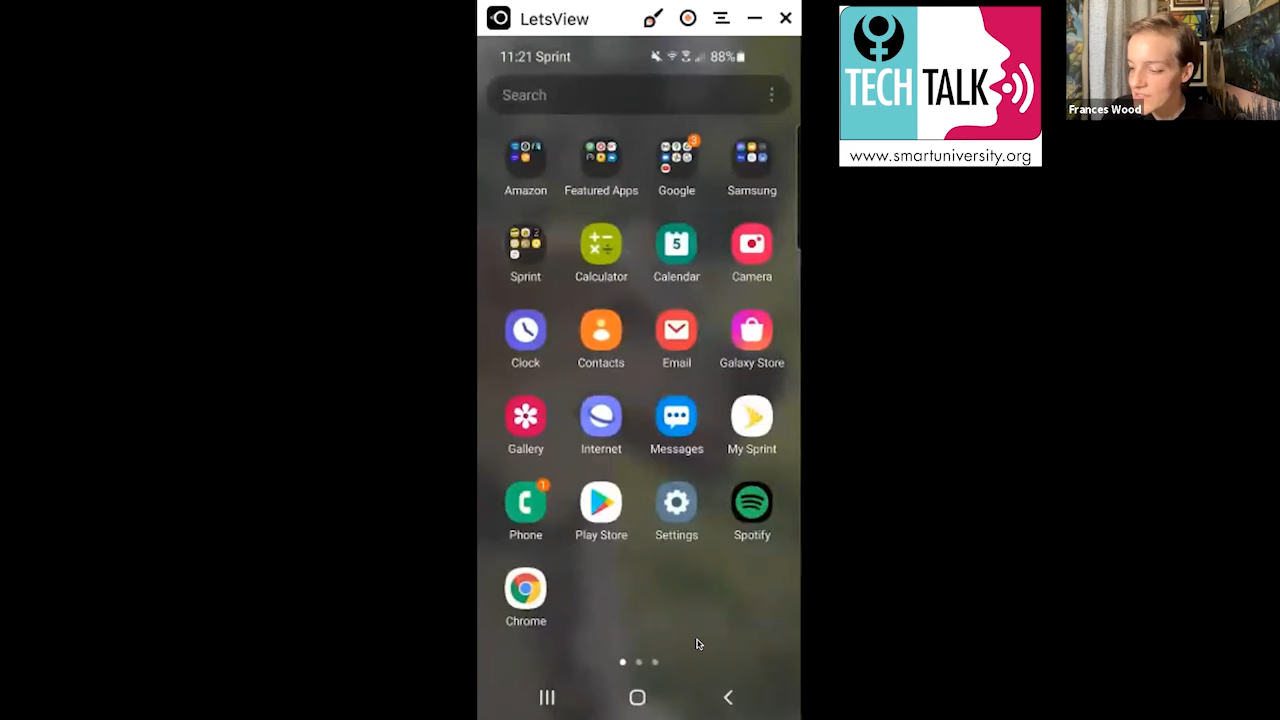 LetsView
11:21 Sprint
88%
Search
3
Amazon
Featured Apps
Google
Samsung
5
Sprint
Calculator
Calendar
Camera
Clock
Contacts
Email
Galaxy Store
Gallery
Internet
Messages
My Sprint
1
Phone
Play Store
Settings
Spotify
Chrome
TECH TALK
www.smartuniversity.org
Frances Wood